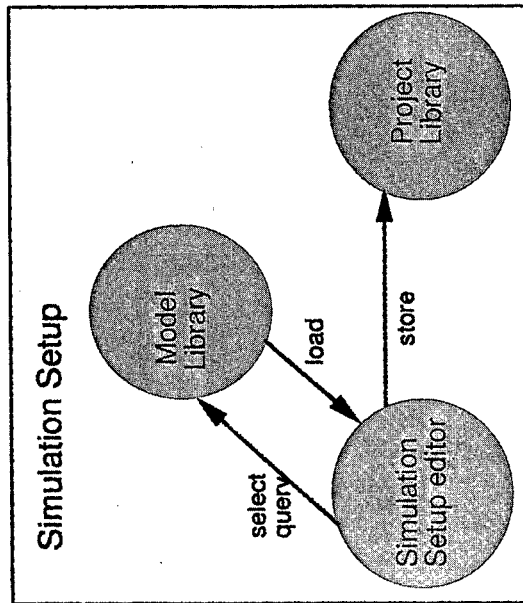 Simulation Setup
Model
Library
select
query
load
Simulation
Setup editor
store
Project
Library